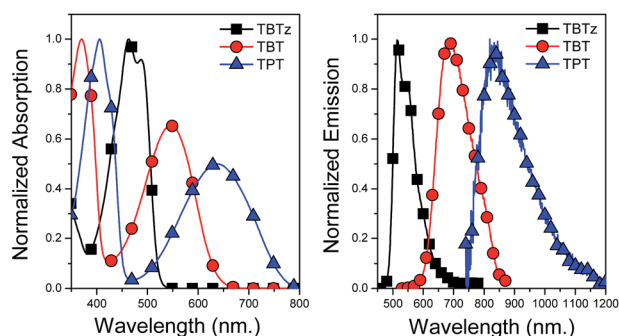 Normalized Absorption
1.0
0.8
0.6
0.4
0.2
0.0
400
500
600
700
800
Wavelength (nm.)
TBTz
TBT
TPT
Normalized Emission
1.0
0.8
0.6
0.4
0.2
0.0
500
600
700
800
900
1000
1100
1200
Wavelength (nm.)
TBTz
TBT
TPT